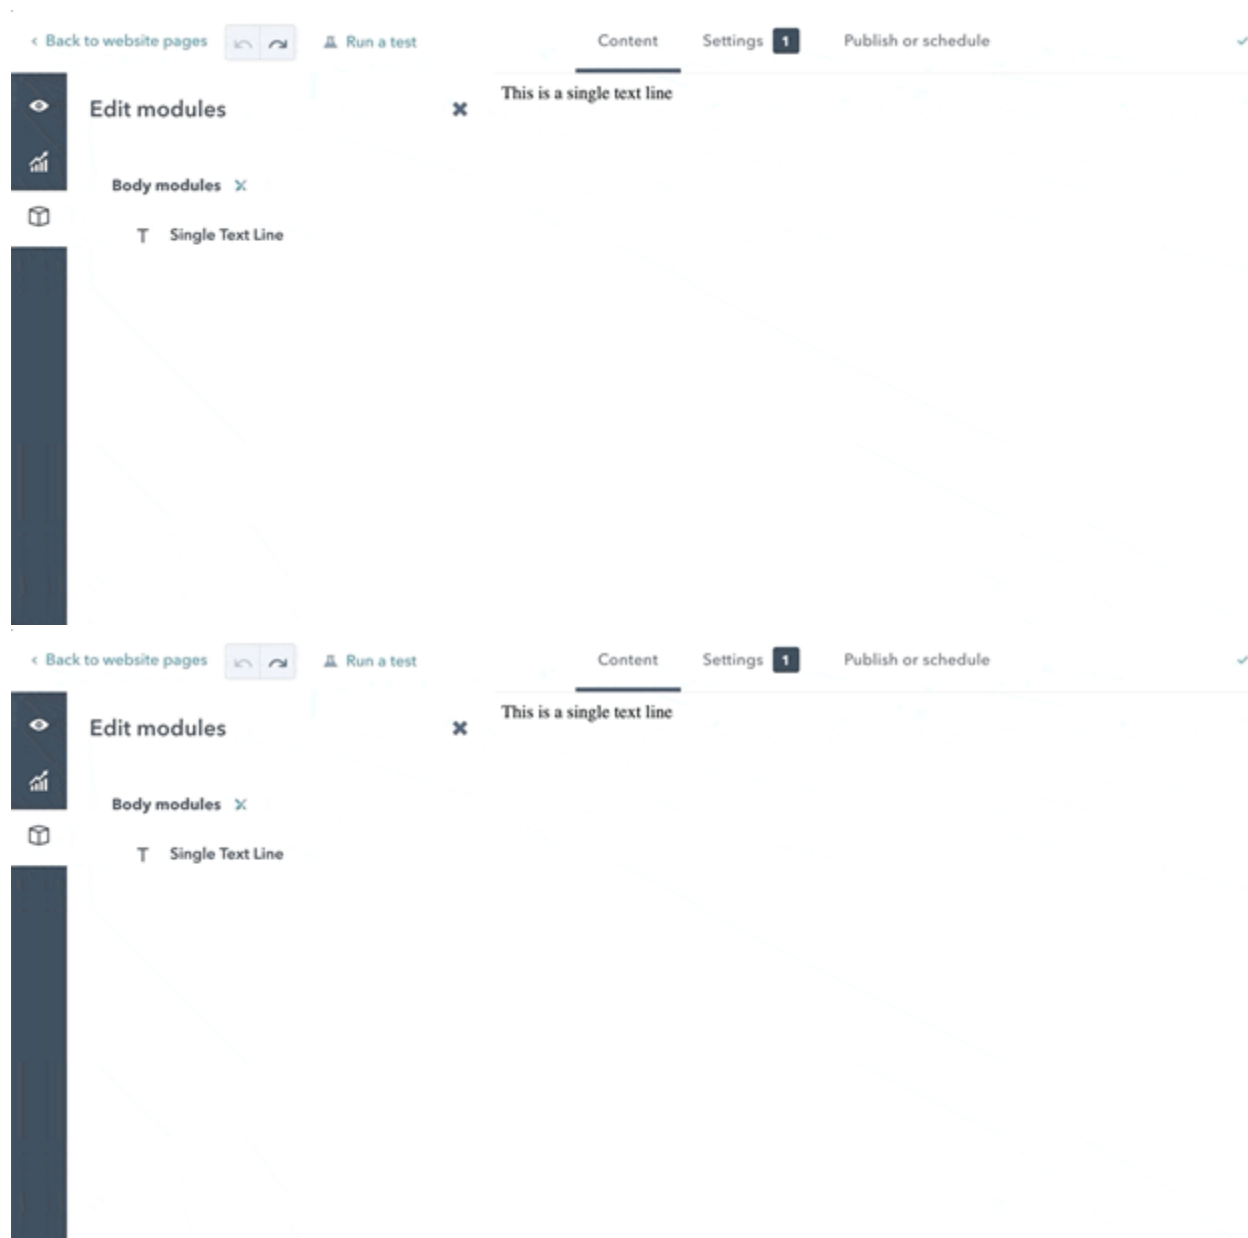 Back to website pages Run a test Content Settings 1 Publish or schedule
Edit modules
This is a single text line
Body modules
T Single Text Line
Back to website pages Run a test Content Settings 1 Publish or schedule
Edit modules
This is a single text line
Body modules
T Single Text Line